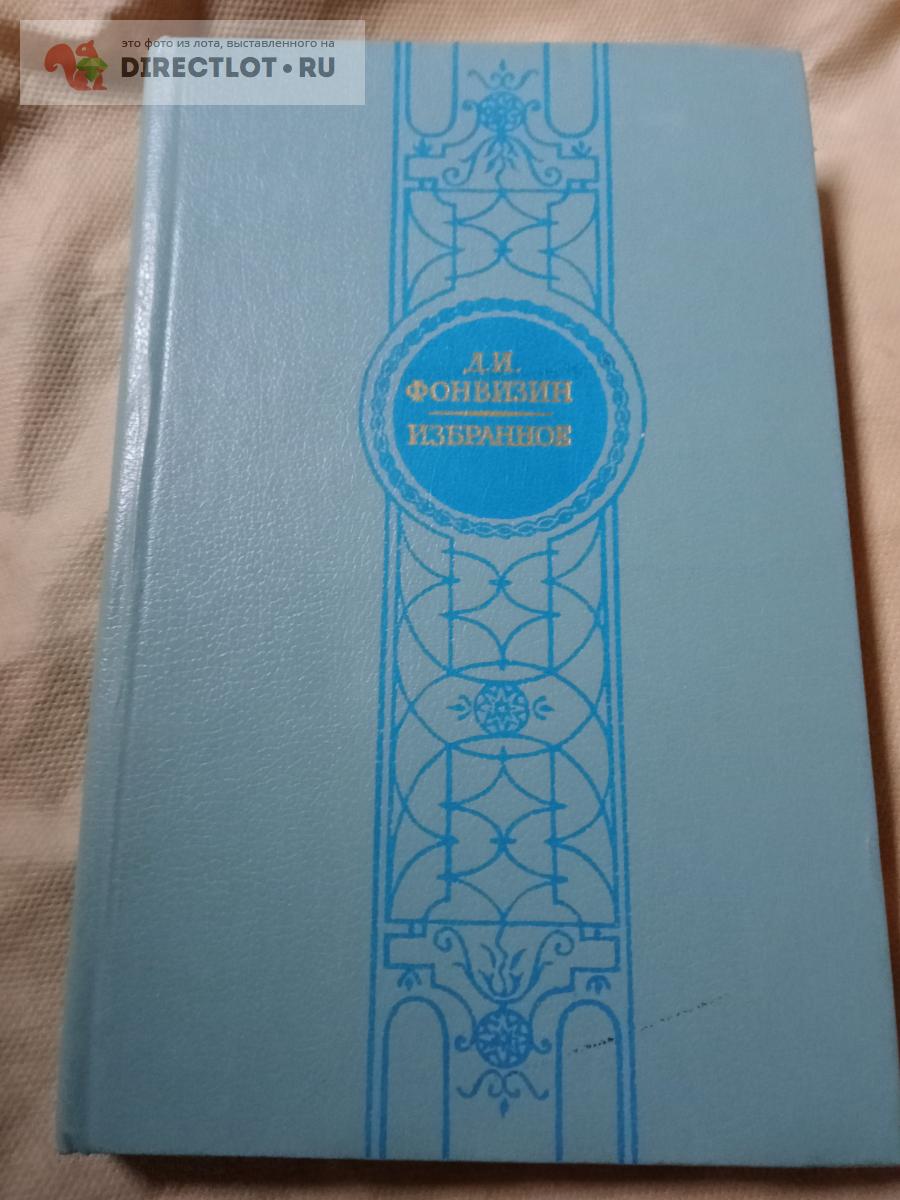 это фото из лота, выставленного на
DIRECTLOT•RU
Д.И.
ФОНВИЗИН
ИЗБРАННОЕ